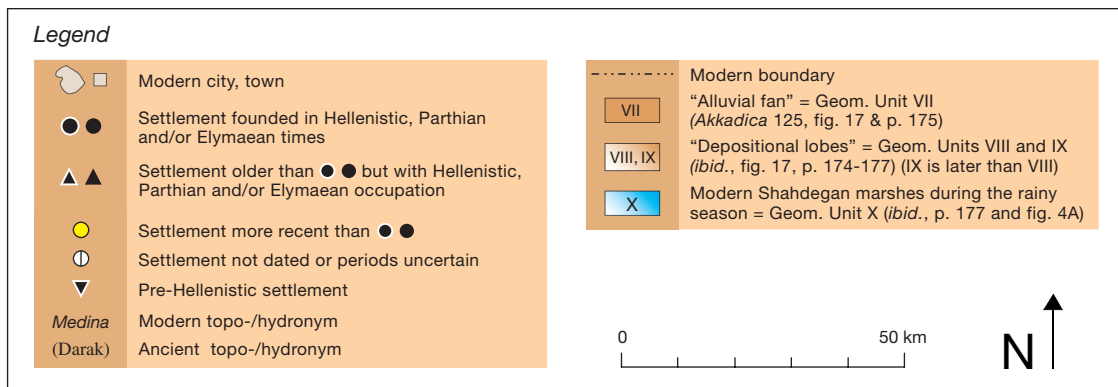 Legend
Modern city, town
Settlement founded in Hellenistic, Parthian
and/or Elymaean times
Settlement older than but with Hellenistic,
Parthian and/or Elymaean occupation
Settlement more recent than
Settlement not dated or periods uncertain
Pre-Hellenistic settlement
Medina Modern topo-/hydronym
(Darak) Ancient topo-/hydronym
Modern boundary
VII "Alluvial fan" = Geom. Unit VII
(Akkadica 125, fig. 17 & p. 175)
VIII, IX "Depositional lobes" = Geom. Units VIII and IX
(ibid., fig. 17, p. 174-177) (IX is later than VIII)
X Modern Shahdegan marshes during the rainy
season = Geom. Unit X (ibid., p. 177 and fig. 4A)
0 50 km
N